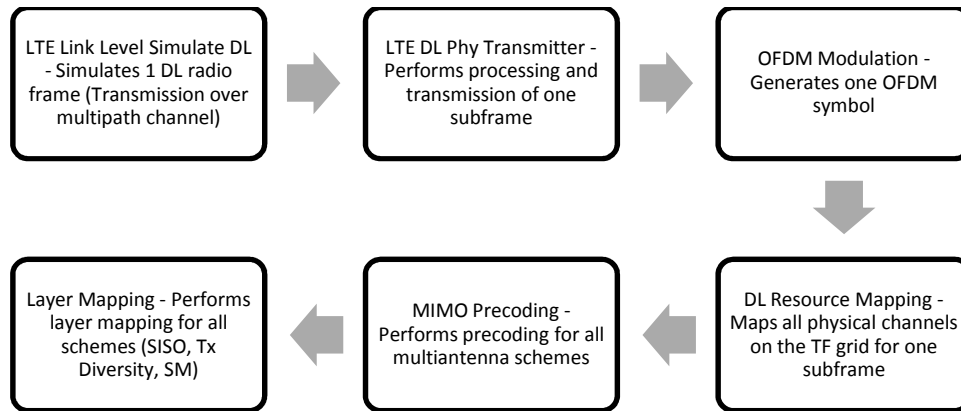 LTE Link Level Simulate DL
- Simulates 1 DL radio
frame (Transmission over
multipath channel)
LTE DL Phy Transmitter -
Performs processing and
transmission of one
subframe
OFDM Modulation -
Generates one OFDM
symbol
DL Resource Mapping -
Maps all physical channels
on the TF grid for one
subframe
MIMO Precoding -
Performs precoding for all
multiantenna schemes
Layer Mapping - Performs
layer mapping for all
schemes (SISO, Tx
Diversity, SM)